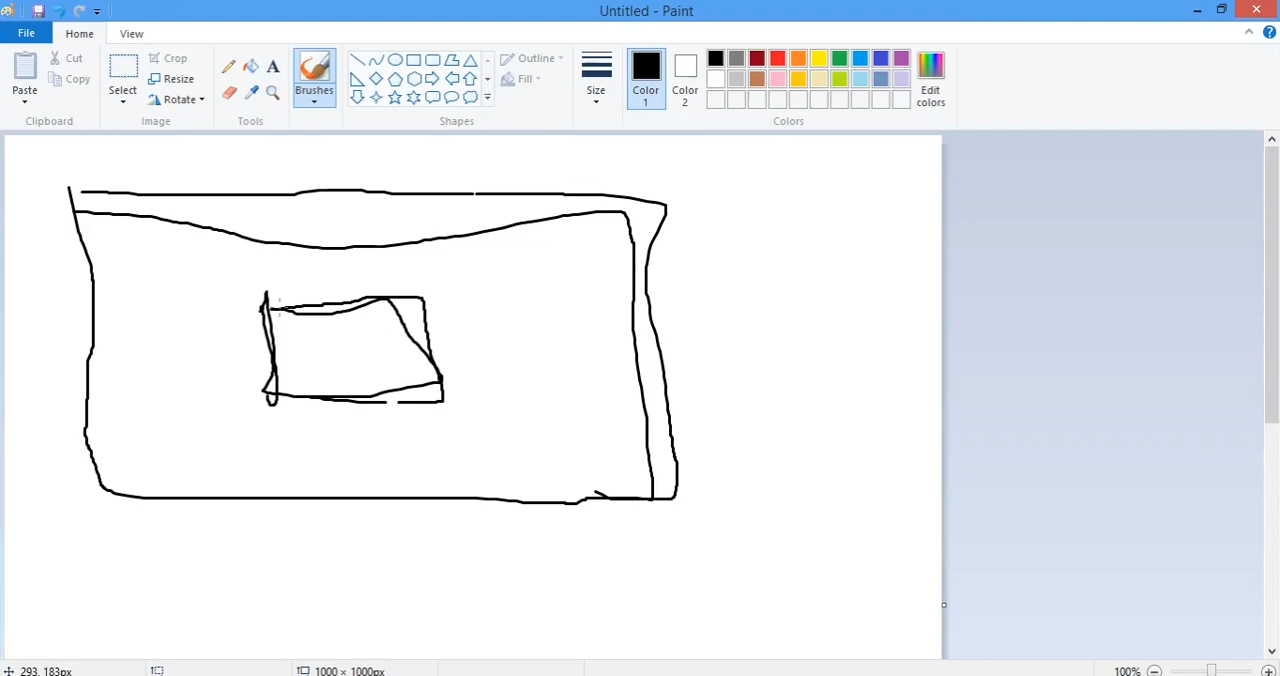 Untitled - Paint
File Home View
Paste Cut Copy
Clipboard
Select Crop Resize Rotate
Image
A
Tools
Brushes
Outline Fill
Shapes
Size
Color 1 Color 2 Edit colors
Colors
293, 183px 1000 × 1000px 100%